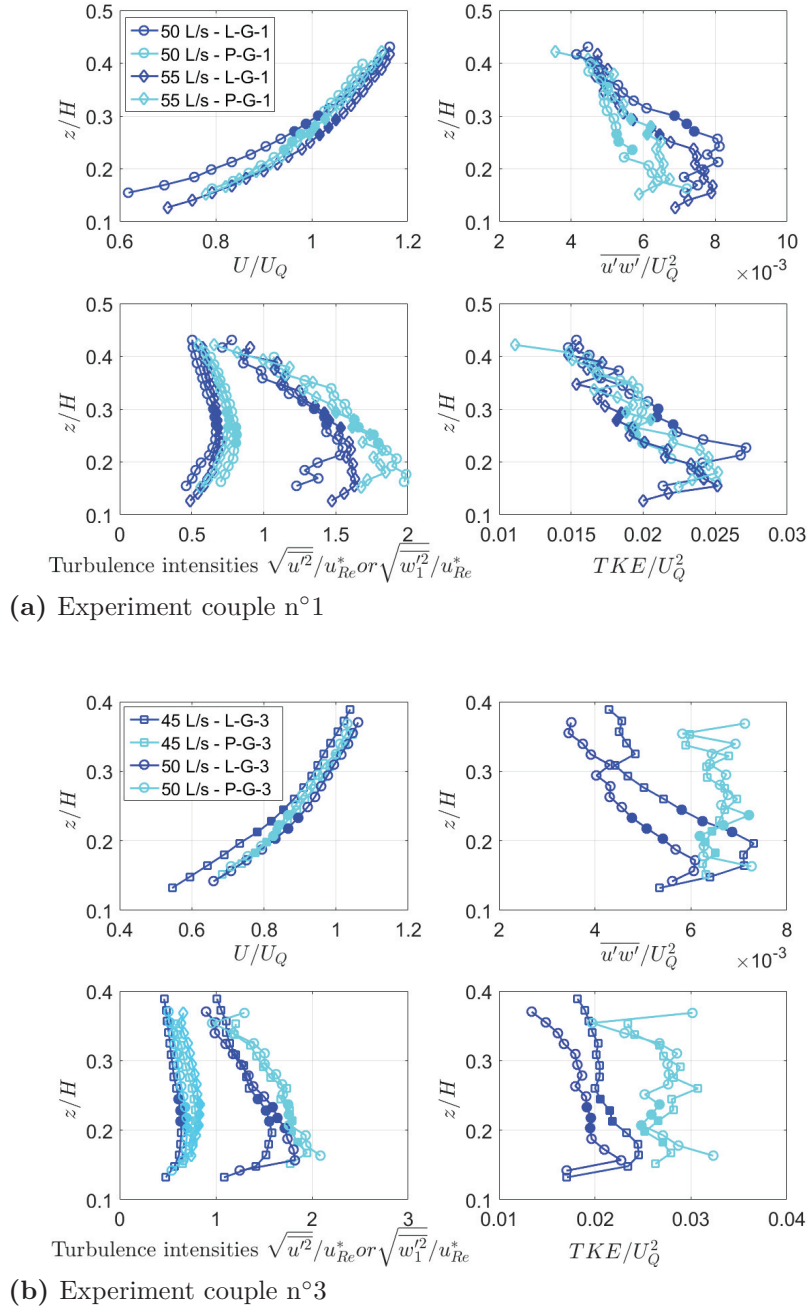 0.5
0.4
0.3
0.2
0.1
z/H
50 L/s - L-G-1
50 L/s - P-G-1
55 L/s - L-G-1
55 L/s - P-G-1
0.6 0.8 1 1.2
U/U_Q
0.5
0.4
0.3
0.2
0.1
z/H
2 4 6 8 10
\overline{u'w'}/U_Q^2 ×10^{-3}
0.5
0.4
0.3
0.2
0.1
z/H
0 0.5 1 1.5 2
Turbulence intensities \sqrt{\overline{u'^2}}/u^*_{Re} or \sqrt{\overline{w_1'^2}}/u^*_{Re}
0.5
0.4
0.3
0.2
0.1
z/H
0.01 0.015 0.02 0.025 0.03
TKE/U_Q^2
(a) Experiment couple n°1
0.4
0.3
0.2
0.1
z/H
45 L/s - L-G-3
45 L/s - P-G-3
50 L/s - L-G-3
50 L/s - P-G-3
0.4 0.6 0.8 1 1.2
U/U_Q
0.4
0.3
0.2
0.1
z/H
2 4 6 8
\overline{u'w'}/U_Q^2 ×10^{-3}
0.4
0.3
0.2
0.1
z/H
0 1 2 3
Turbulence intensities \sqrt{\overline{u'^2}}/u^*_{Re} or \sqrt{\overline{w_1'^2}}/u^*_{Re}
0.4
0.3
0.2
0.1
z/H
0.01 0.02 0.03 0.04
TKE/U_Q^2
(b) Experiment couple n°3